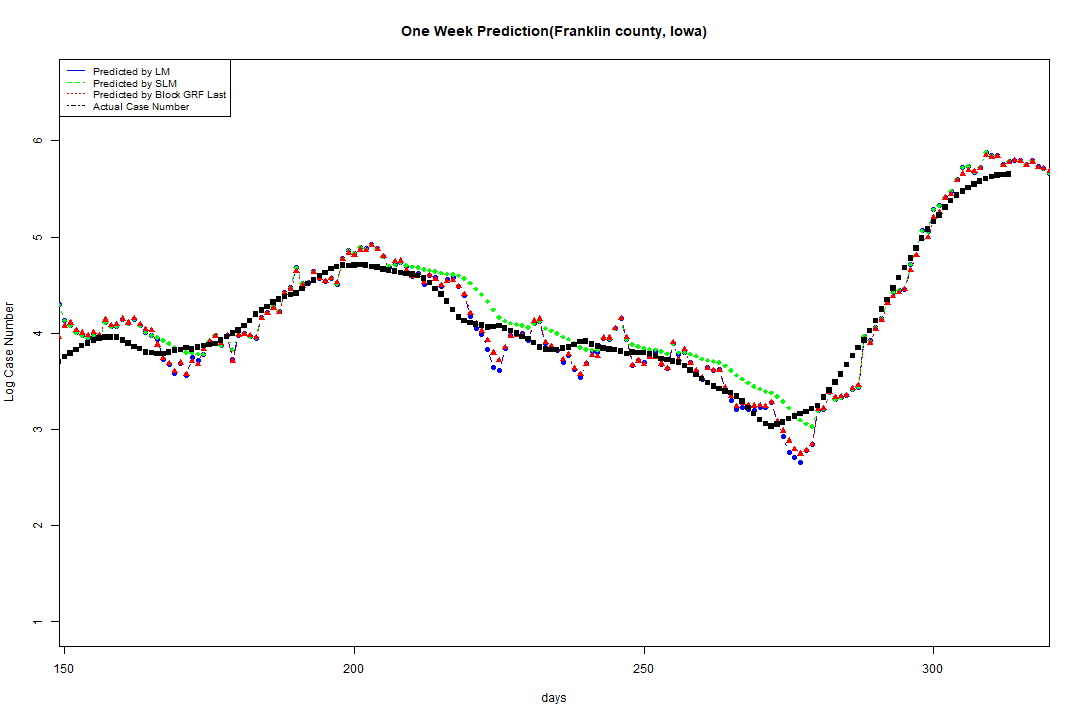 One Week Prediction(Franklin county, Iowa)
Predicted by LM
Predicted by SLM
Predicted by Block GRF Last
Actual Case Number
6
5
4
3
2
1
Log Case Number
150 200 250 300
days